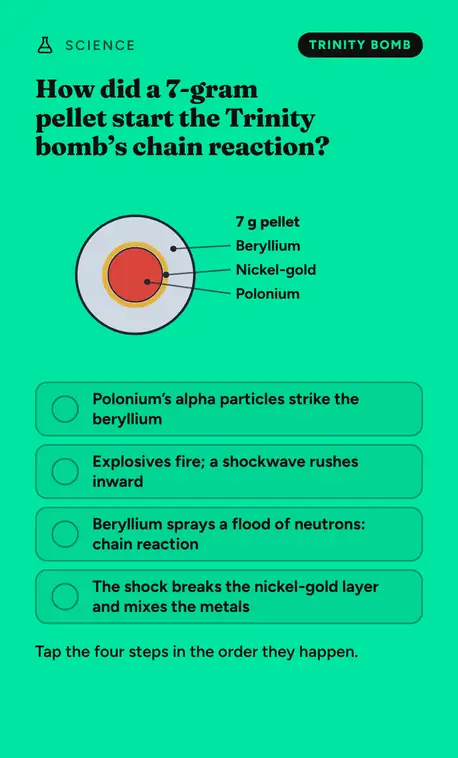 SCIENCE
TRINITY BOMB
How did a 7-gram
pellet start the Trinity
bomb’s chain reaction?
7 g pellet
Beryllium
Nickel-gold
Polonium
Polonium’s alpha particles strike the
beryllium
Explosives fire; a shockwave rushes
inward
Beryllium sprays a flood of neutrons:
chain reaction
The shock breaks the nickel-gold layer
and mixes the metals
Tap the four steps in the order they happen.